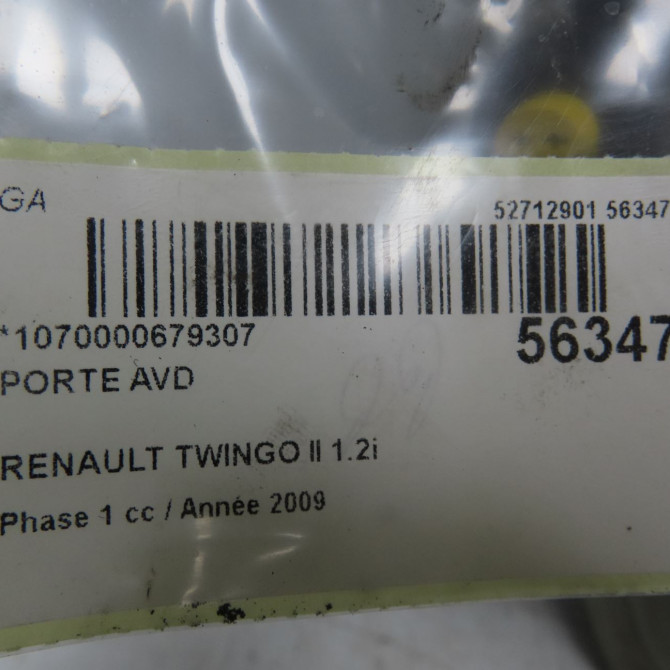 GA
52712901 56347
*1070000679307
56347
PORTE AVD
RENAULT TWINGO II 1.2i
Phase 1 cc / Année 2009